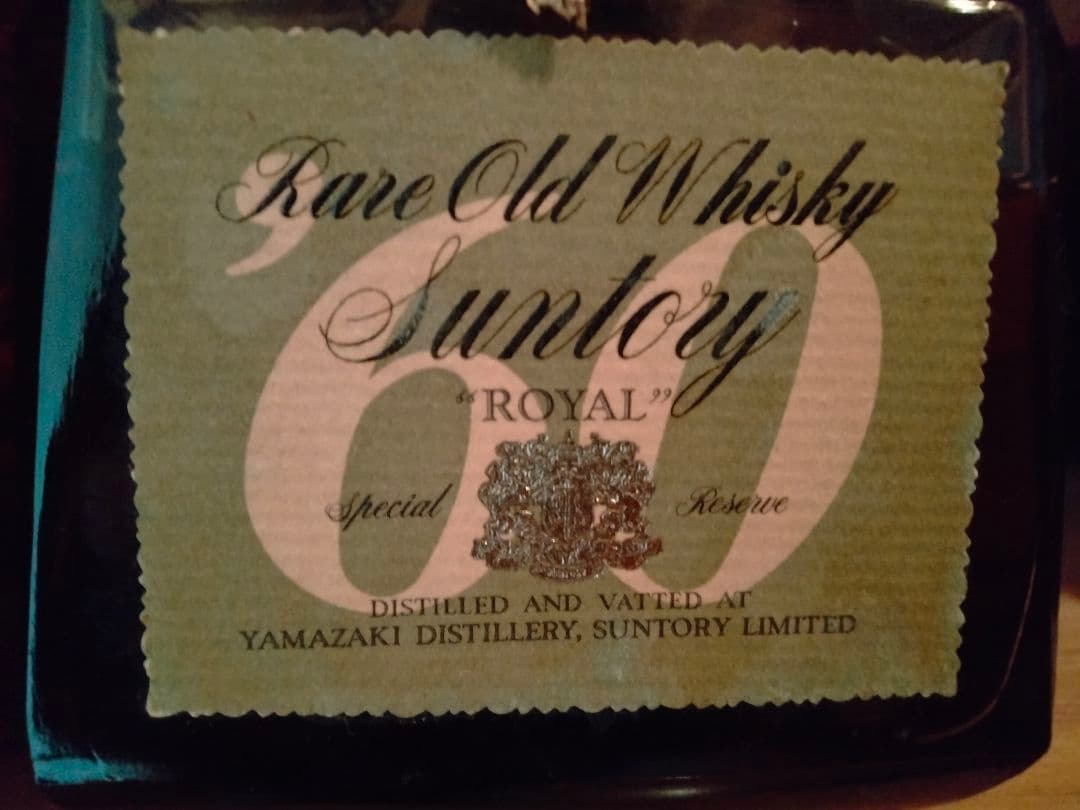 Rare Old Whisky
'60
Suntory
"ROYAL"
Special Reserve
DISTILLED AND VATTED AT
YAMAZAKI DISTILLERY, SUNTORY LIMITED